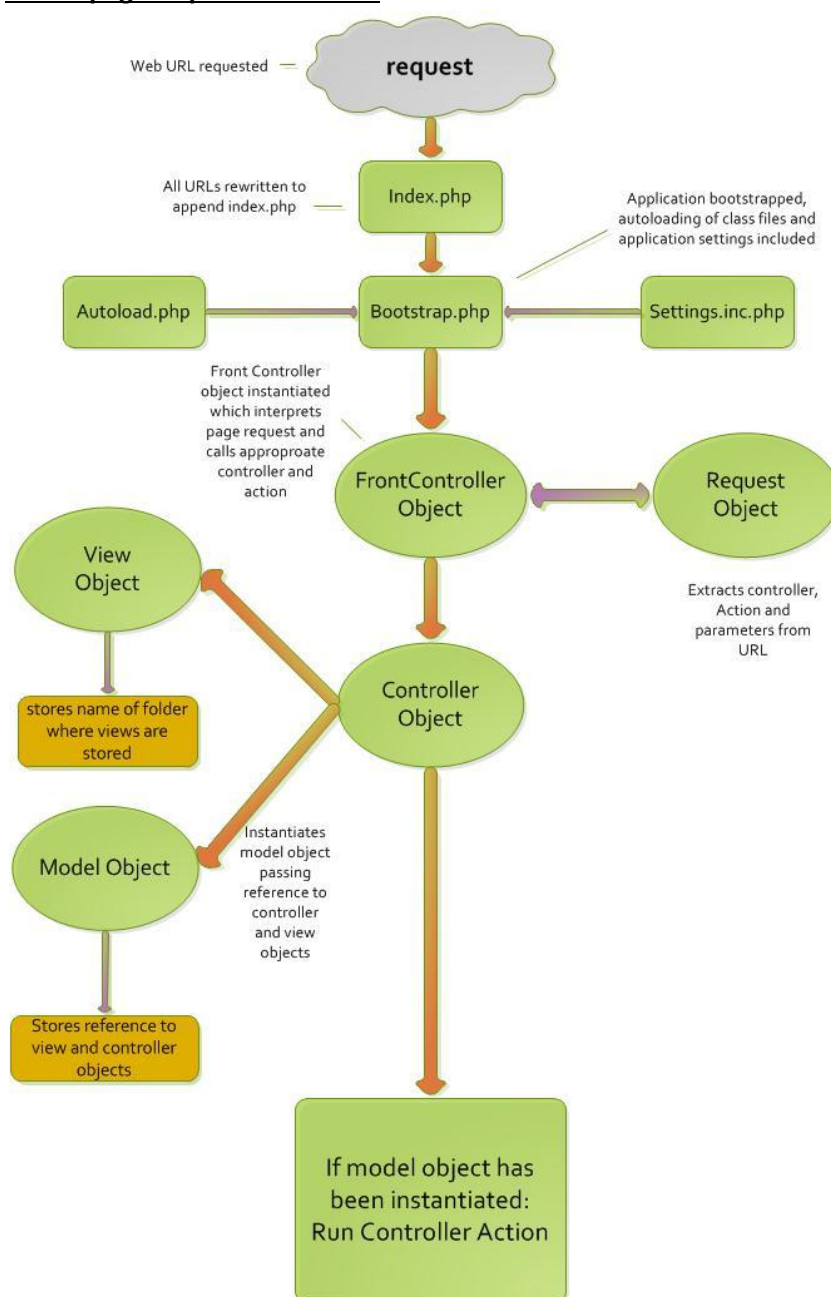 request
Web URL requested
All URLs rewritten to
append index.php
Index.php
Application bootstrapped,
autoloading of class files and
application settings included
Autoload.php
Bootstrap.php
Settings.inc.php
Front Controller
object instantiated
which interprets
page request and
calls approproate
controller and
action
FrontController
Object
Request
Object
Extracts controller,
Action and
parameters from
URL
View
Object
stores name of folder
where views are
stored
Controller
Object
Model Object
Instantiates
model object
passing
reference to
controller
and view
objects
Stores reference to
view and controller
objects
If model object has
been instantiated:
Run Controller Action